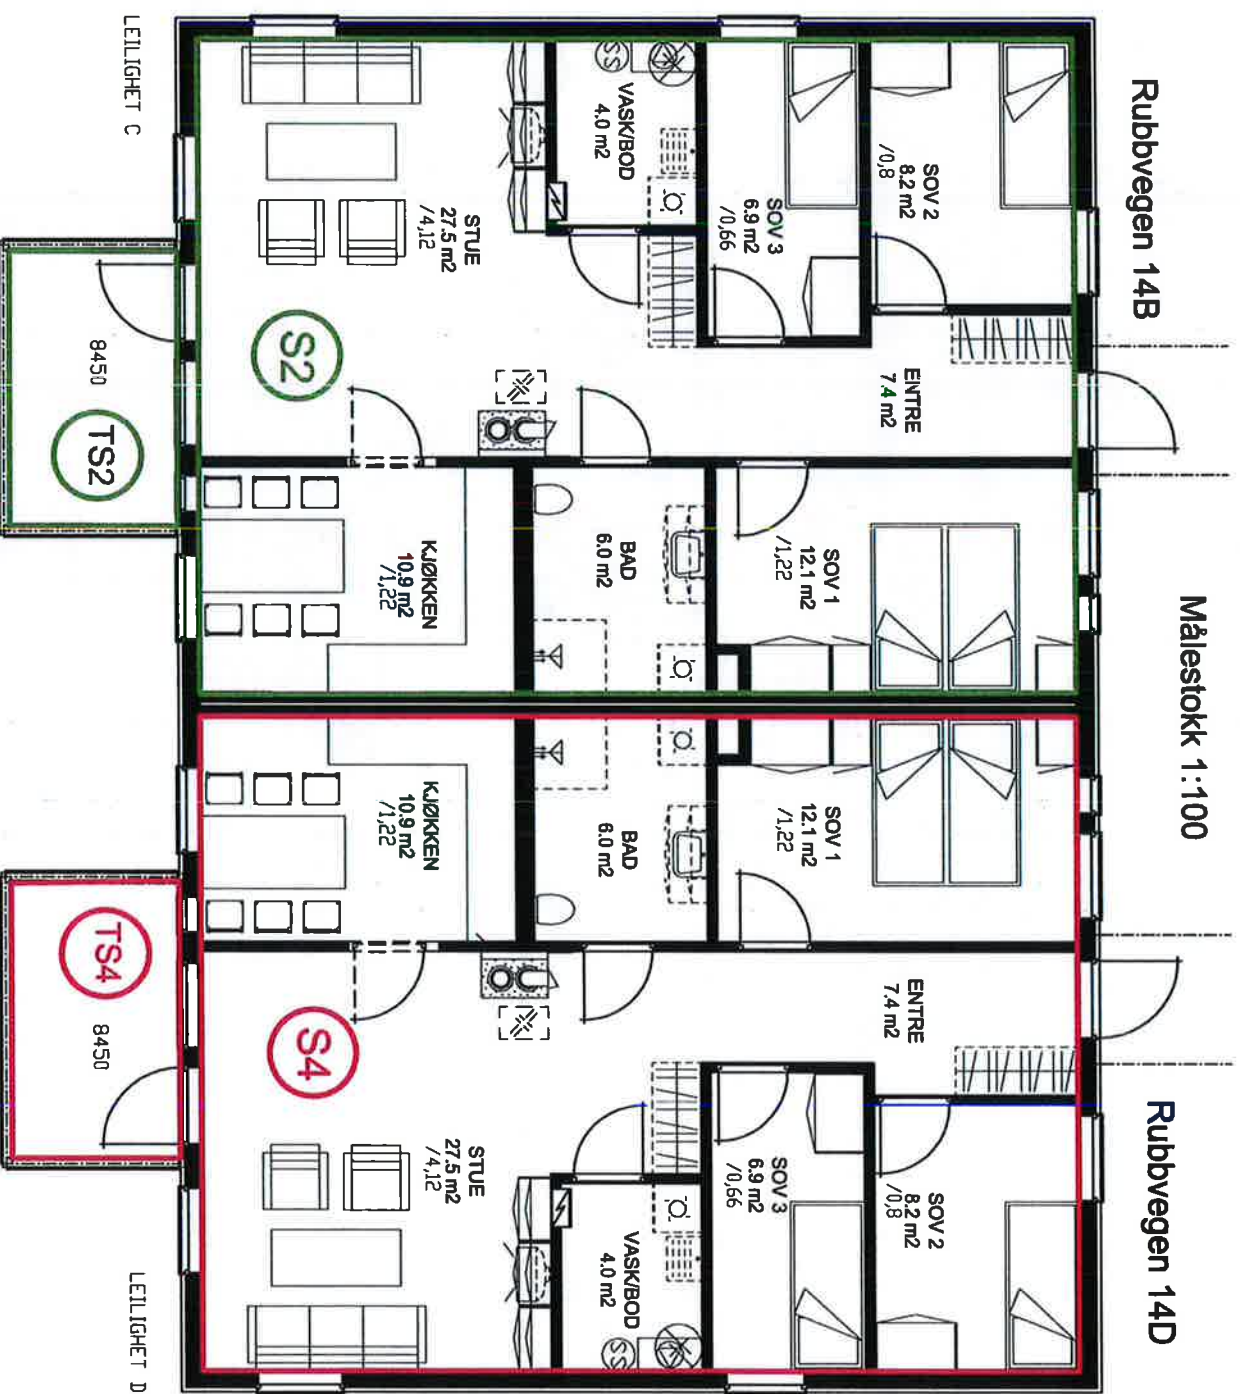 Rubbvegen 14B
Målestokk 1:100
Rubbvegen 14D
SOV 2
8.2 m2
/0,8
SOV 3
6.9 m2
/0,66
ENTRE
7.4 m2
SOV 1
12.1 m2
/1,22
SOV 1
12.1 m2
/1,22
ENTRE
7.4 m2
SOV 3
6.9 m2
/0,66
SOV 2
8.2 m2
/0,8
VASK/BOD
4.0 m2
SS
BAD
6.0 m2
BAD
6.0 m2
VASK/BOD
4.0 m2
SS
STUE
27.5 m2
/4,12
S2
KJØKKEN
10.9 m2
/1,22
KJØKKEN
10.9 m2
/1,22
S4
STUE
27.5 m2
/4,12
LEILIGHET C
8450
TS2
TS4
8450
LEILIGHET D